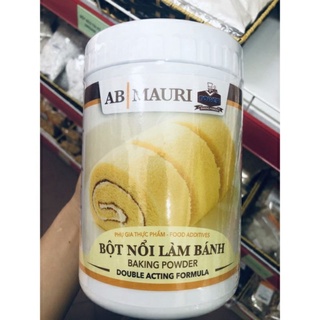 AB MAURI
PHỤ GIA THỰC PHẨM - FOOD ADDITIVES
BỘT NỔI LÀM BÁNH
BAKING POWDER
DOUBLE ACTING FORMULA